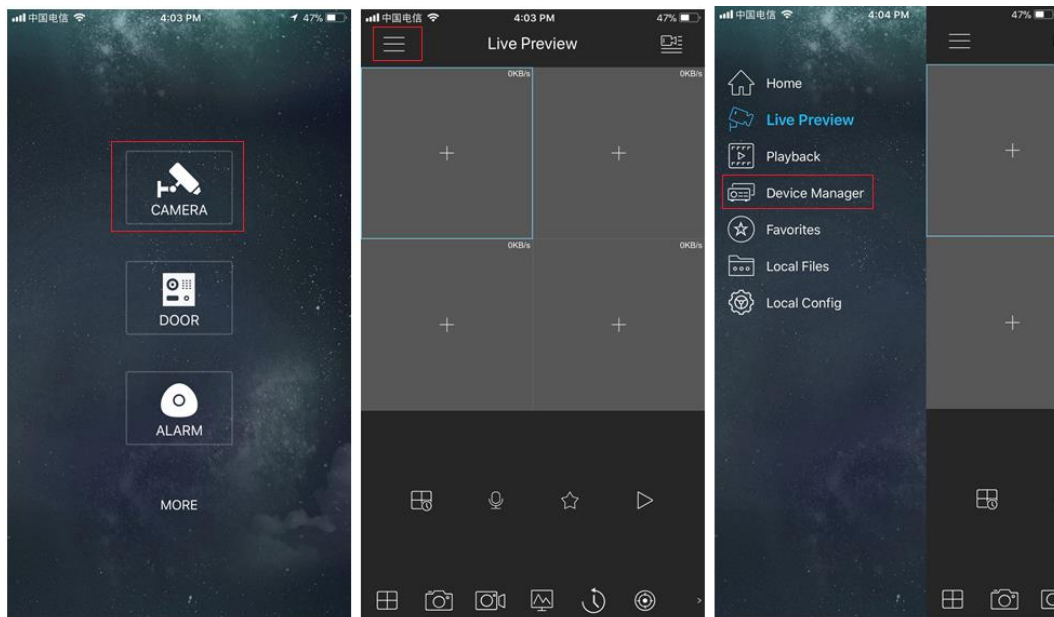 中国电信 4:03 PM 47%
CAMERA
DOOR
ALARM
MORE
中国电信 4:03 PM 47%
Live Preview
0KB/s 0KB/s
0KB/s 0KB/s
中国电信 4:04 PM 47%
Home
Live Preview
Playback
Device Manager
Favorites
Local Files
Local Config